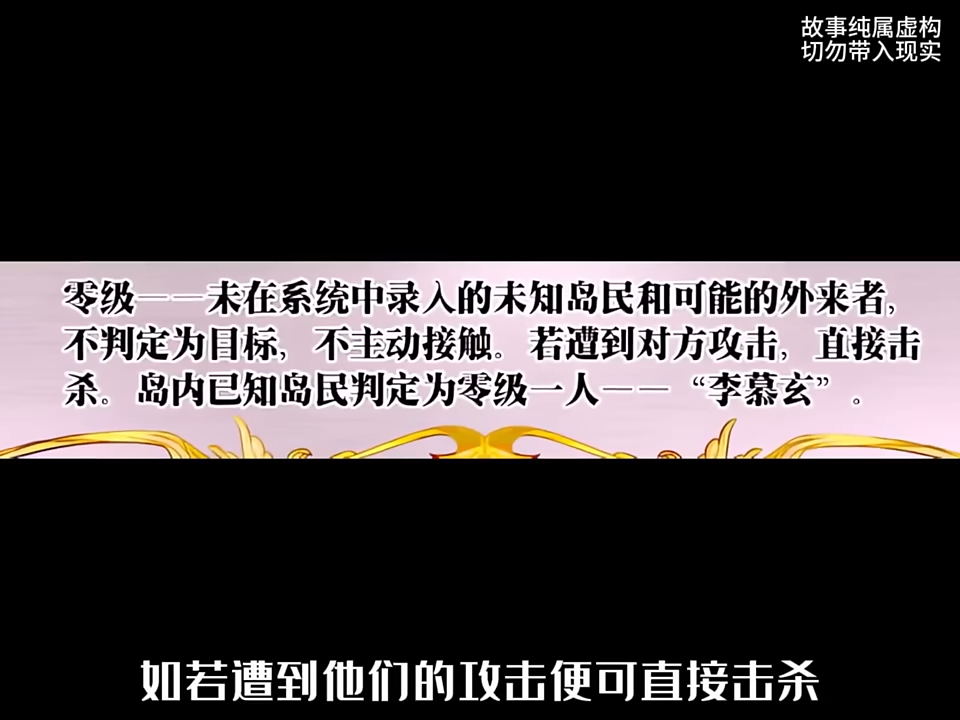 故事纯属虚构
切勿带入现实
零级——未在系统中录入的未知岛民和可能的外来者，
不判定为目标，不主动接触。若遭到对方攻击，直接击
杀。岛内已知岛民判定为零级一人——“李慕玄”。
如若遭到他们的攻击便可直接击杀